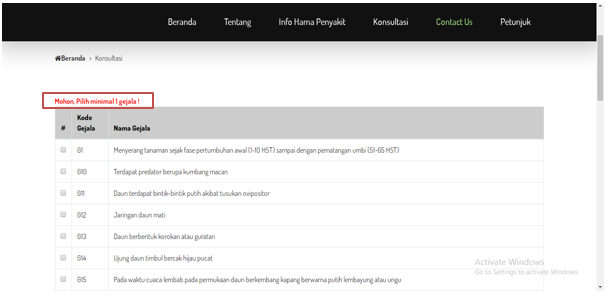 Beranda Tentang Info Hama Penyakit Konsultasi Contact Us Petunjuk
Beranda > Konsultasi
Mohon, Pilih minimal 1 gejala !
# Kode Gejala Nama Gejala
G1 Menyerang tanaman sejak fase pertumbuhan awal (1-10 HST) sampai dengan pematangan umbi (51-65 HST)
G10 Terdapat predator berupa kumbang macan
G11 Daun terdapat bintik-bintik putih akibat tusukan ovipositor
G12 Jaringan daun mati
G13 Daun berbentuk korokan atau guratan
G14 Ujung daun timbul bercak hijau pucat
G15 Pada waktu cuaca lembab pada permukaan daun berkembang kapang berwarna putih lembayung atau ungu
Activate Windows
Go to Settings to activate Windows.